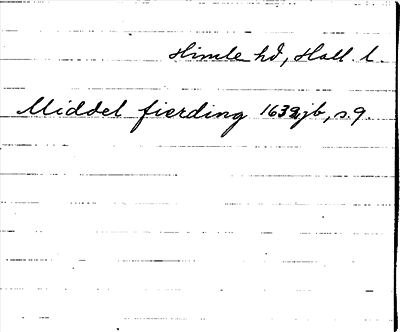 Himle hd, Hall. l.
Middel fierding 1639 jb, s. 9.